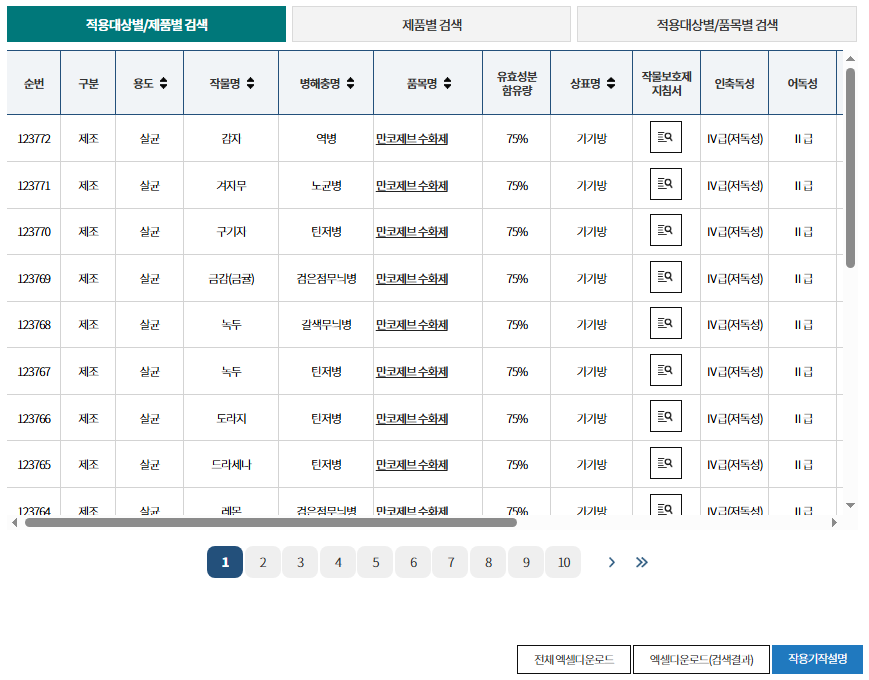 적용대상별/제품별 검색 제품별 검색 적용대상별/품목별 검색
순번 구분 용도 작물명 병해충명 품목명 유효성분 함유량 상표명 작물보호제 지침서 인축독성 어독성
123772 제조 살균 감자 역병 만코제브 수화제 75% 가가방 Ⅳ급(저독성) Ⅱ급
123771 제조 살균 겨자무 노균병 만코제브 수화제 75% 가가방 Ⅳ급(저독성) Ⅱ급
123770 제조 살균 구기자 탄저병 만코제브 수화제 75% 가가방 Ⅳ급(저독성) Ⅱ급
123769 제조 살균 금감(금귤) 검은점무늬병 만코제브 수화제 75% 가가방 Ⅳ급(저독성) Ⅱ급
123768 제조 살균 녹두 갈색무늬병 만코제브 수화제 75% 가가방 Ⅳ급(저독성) Ⅱ급
123767 제조 살균 녹두 탄저병 만코제브 수화제 75% 가가방 Ⅳ급(저독성) Ⅱ급
123766 제조 살균 도라지 탄저병 만코제브 수화제 75% 가가방 Ⅳ급(저독성) Ⅱ급
123765 제조 살균 드라세나 탄저병 만코제브 수화제 75% 가가방 Ⅳ급(저독성) Ⅱ급
123764 제조 살균 레몬 검은점무늬병 만코제브 수화제 75% 가가방 Ⅳ급(저독성) Ⅱ급
1 2 3 4 5 6 7 8 9 10
전체 엑셀다운로드 엑셀다운로드(검색결과) 작용기작설명